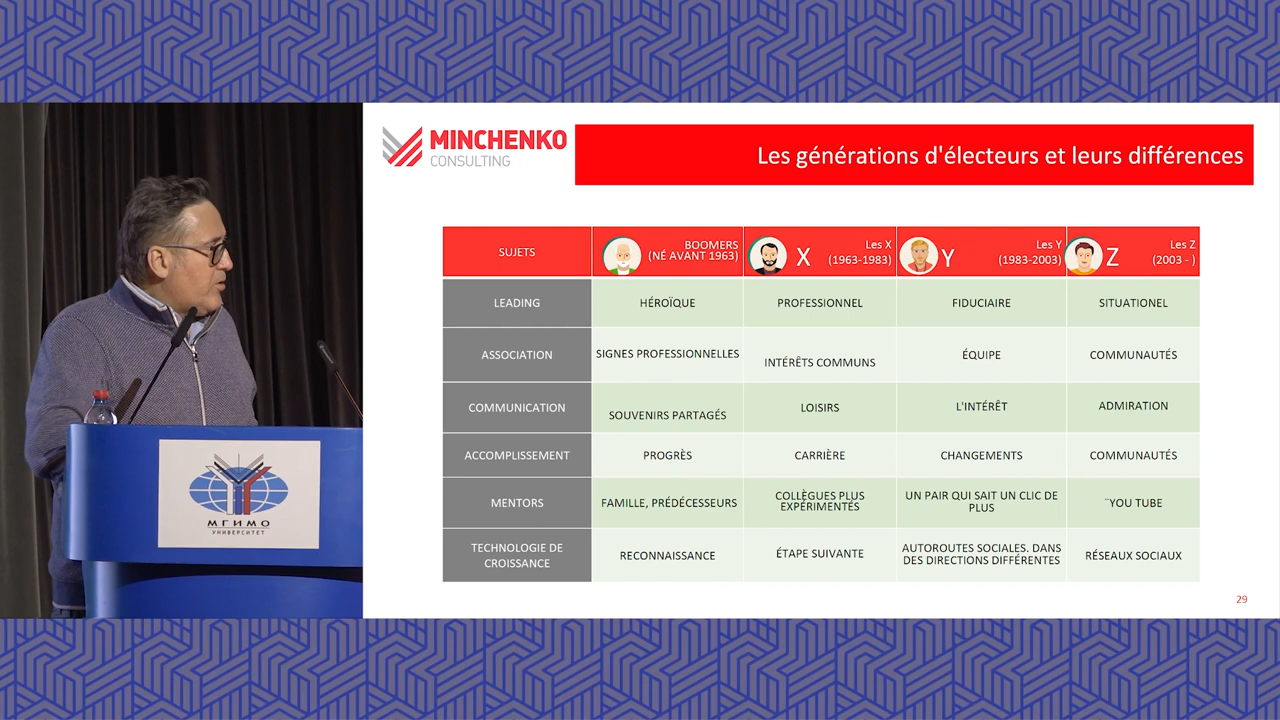 MINCHENKO
CONSULTING
Les générations d'électeurs et leurs différences
SUJETS
BOOMERS
(NÉ AVANT 1963)
X
Les X
(1963-1983)
Y
Les Y
(1983-2003)
Z
Les Z
(2003 - )
LEADING
HÉROÏQUE
PROFESSIONNEL
FIDUCIAIRE
SITUATIONEL
ASSOCIATION
SIGNES PROFESSIONNELLES
INTÉRÊTS COMMUNS
ÉQUIPE
COMMUNAUTÉS
COMMUNICATION
SOUVENIRS PARTAGÉS
LOISIRS
L'INTÉRÊT
ADMIRATION
ACCOMPLISSEMENT
PROGRÈS
CARRIÈRE
CHANGEMENTS
COMMUNAUTÉS
MENTORS
FAMILLE, PRÉDÉCESSEURS
COLLÈGUES PLUS
EXPÉRIMENTÉS
UN PAIR QUI SAIT UN CLIC DE
PLUS
¨YOU TUBE
TECHNOLOGIE DE
CROISSANCE
RECONNAISSANCE
ÉTAPE SUIVANTE
AUTOROUTES SOCIALES. DANS
DES DIRECTIONS DIFFÉRENTES
RÉSEAUX SOCIAUX
29
МГИМО
УНИВЕРСИТЕТ